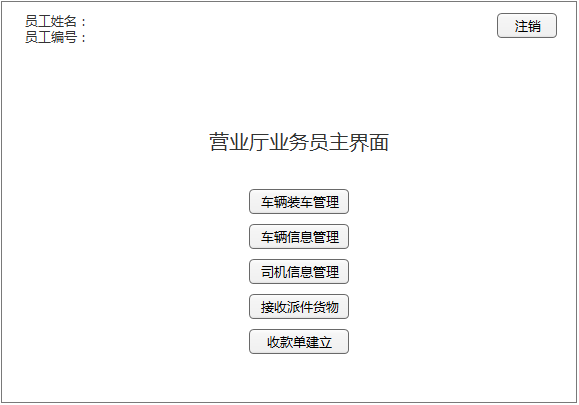 员工姓名：
员工编号：
注销
营业厅业务员主界面
车辆装车管理
车辆信息管理
司机信息管理
接收派件货物
收款单建立